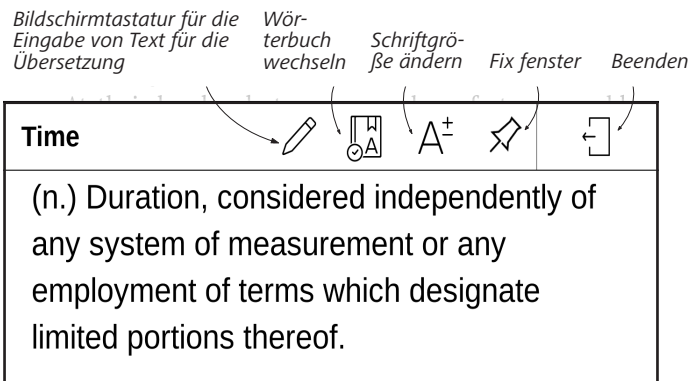 Bildschirmtastatur für die
Eingabe von Text für die
Übersetzung
Wör-
terbuch
wechseln
Schriftgrö-
ße ändern
Fix fenster
Beenden
Time
A
A±
(n.) Duration, considered independently of
any system of measurement or any
employment of terms which designate
limited portions thereof.